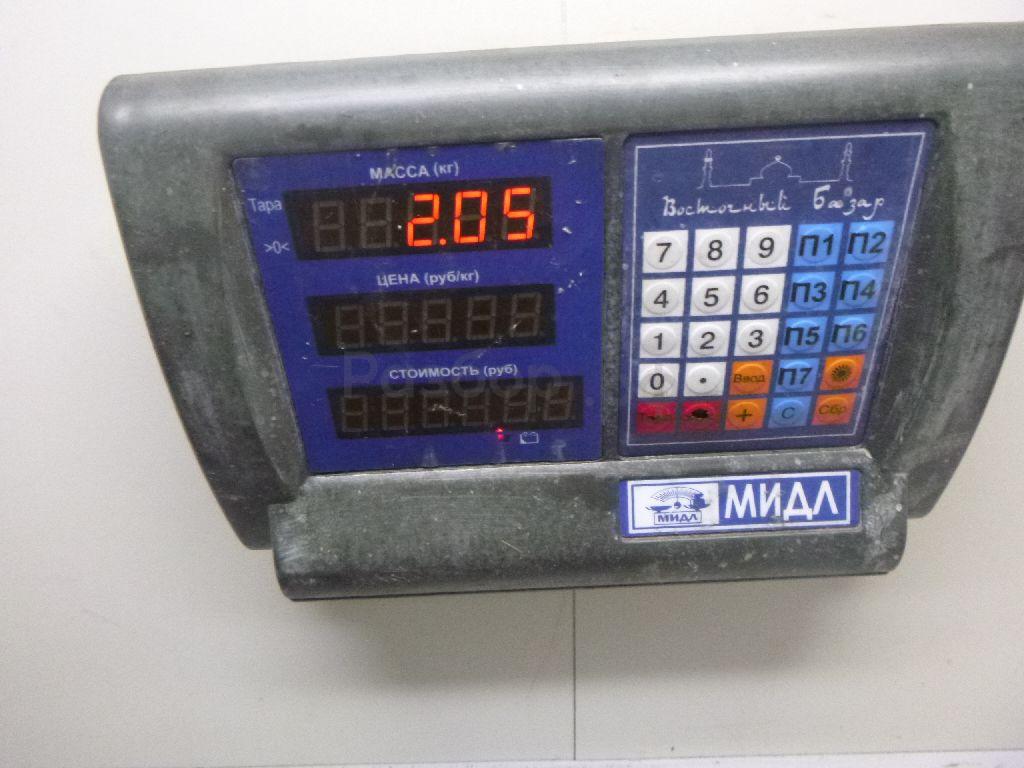 МАССА (кг)
Тара
2.05
>0<
ЦЕНА (руб/кг)
СТОИМОСТЬ (руб)
Разбор
Восточный Базар
7 8 9 П1 П2
4 5 6 П3 П4
1 2 3 П5 П6
0 . Ввод П7
+ С Сбр
МИДЛ
МИДЛ